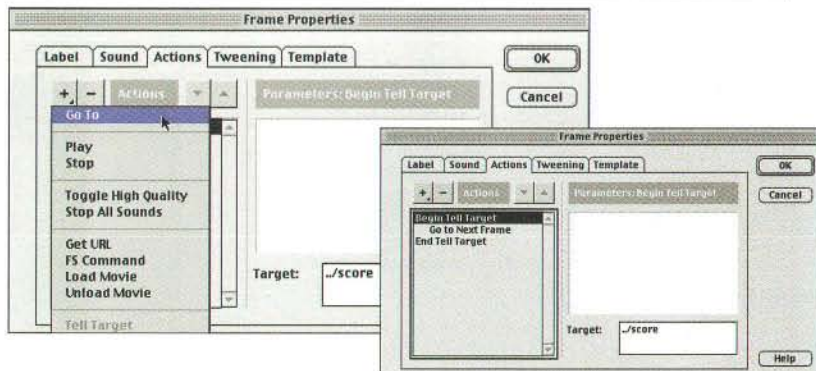 Frame Properties
Label Sound Actions Tweening Template
OK
+ - Actions
Parameters: Begin Tell Target
Cancel
Go To
Play
Stop
Toggle High Quality
Stop All Sounds
Get URL
FS Command
Load Movie
Unload Movie
Tell Target
Target: ../score
Frame Properties
Label Sound Actions Tweening Template
OK
+ - Actions
Parameters: Begin Tell Target
Cancel
Begin Tell Target
Go to Next Frame
End Tell Target
Target: ../score
Help